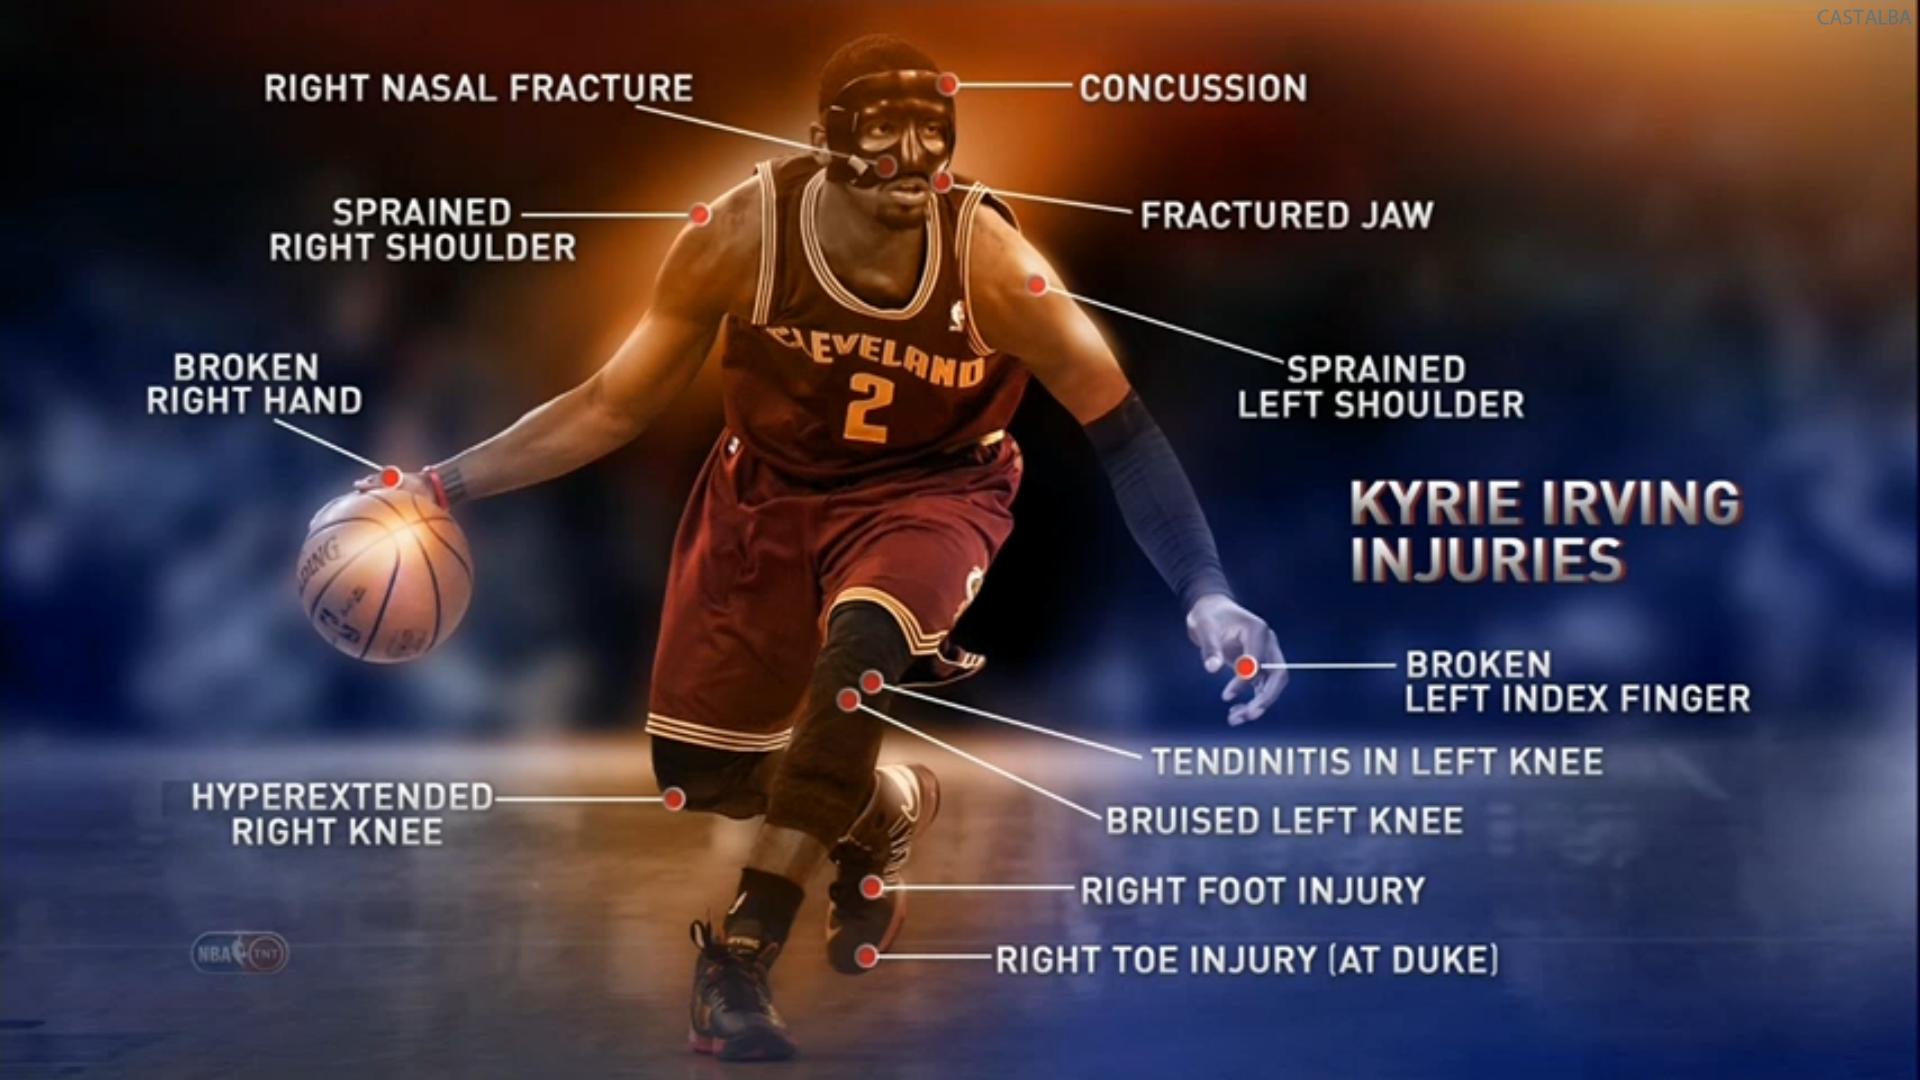 CASTALBA
RIGHT NASAL FRACTURE
CONCUSSION
SPRAINED
RIGHT SHOULDER
FRACTURED JAW
BROKEN
RIGHT HAND
SPRAINED
LEFT SHOULDER
CLEVELAND
2
KYRIE IRVING
INJURIES
BROKEN
LEFT INDEX FINGER
TENDINITIS IN LEFT KNEE
HYPEREXTENDED
RIGHT KNEE
BRUISED LEFT KNEE
RIGHT FOOT INJURY
RIGHT TOE INJURY (AT DUKE)
NBA TNT